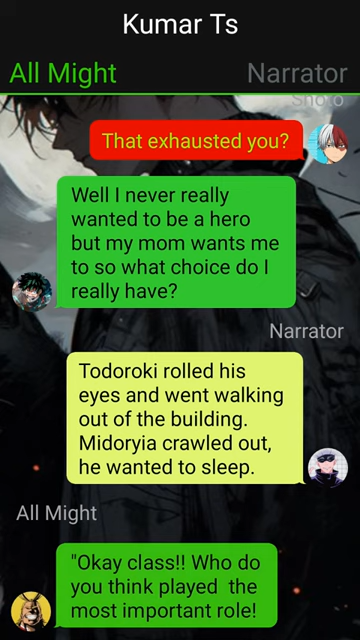 Kumar Ts
All Might
Narrator
Shoto
That exhausted you?
Well I never really
wanted to be a hero
but my mom wants me
to so what choice do I
really have?
Narrator
Todoroki rolled his
eyes and went walking
out of the building.
Midoryia crawled out,
he wanted to sleep.
All Might
"Okay class!! Who do
you think played  the
most important role!